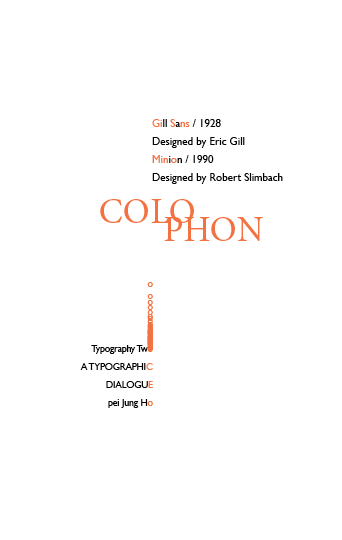 Gill Sans / 1928
Designed by Eric Gill
Minion / 1990
Designed by Robert Slimbach
COLO
PHON
Typography Two
A TYPOGRAPHIC
DIALOGUE
pei Jung Ho